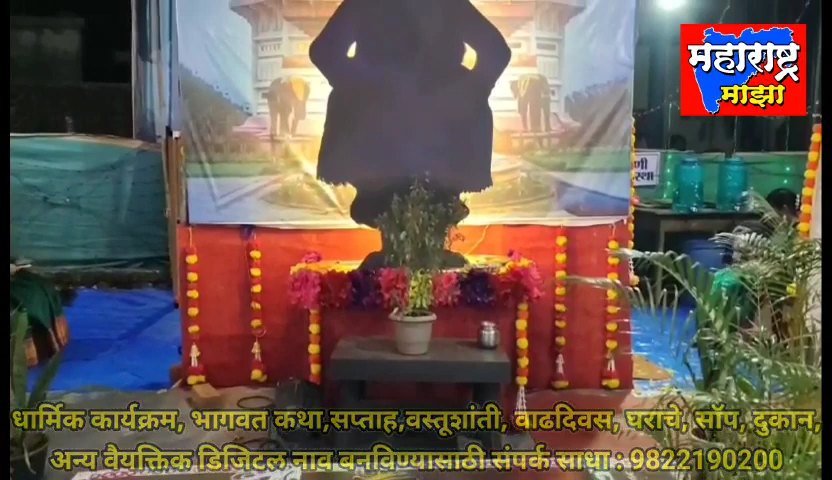 महाराष्ट्र
माझा
धार्मिक कार्यक्रम, भागवत कथा,सप्ताह,वस्तूशांती, वाढदिवस, घराचे, सॉप, दुकान,
अन्य वैयक्तिक डिजिटल नाव बनविण्यासाठी संपर्क साधा : 9822190200